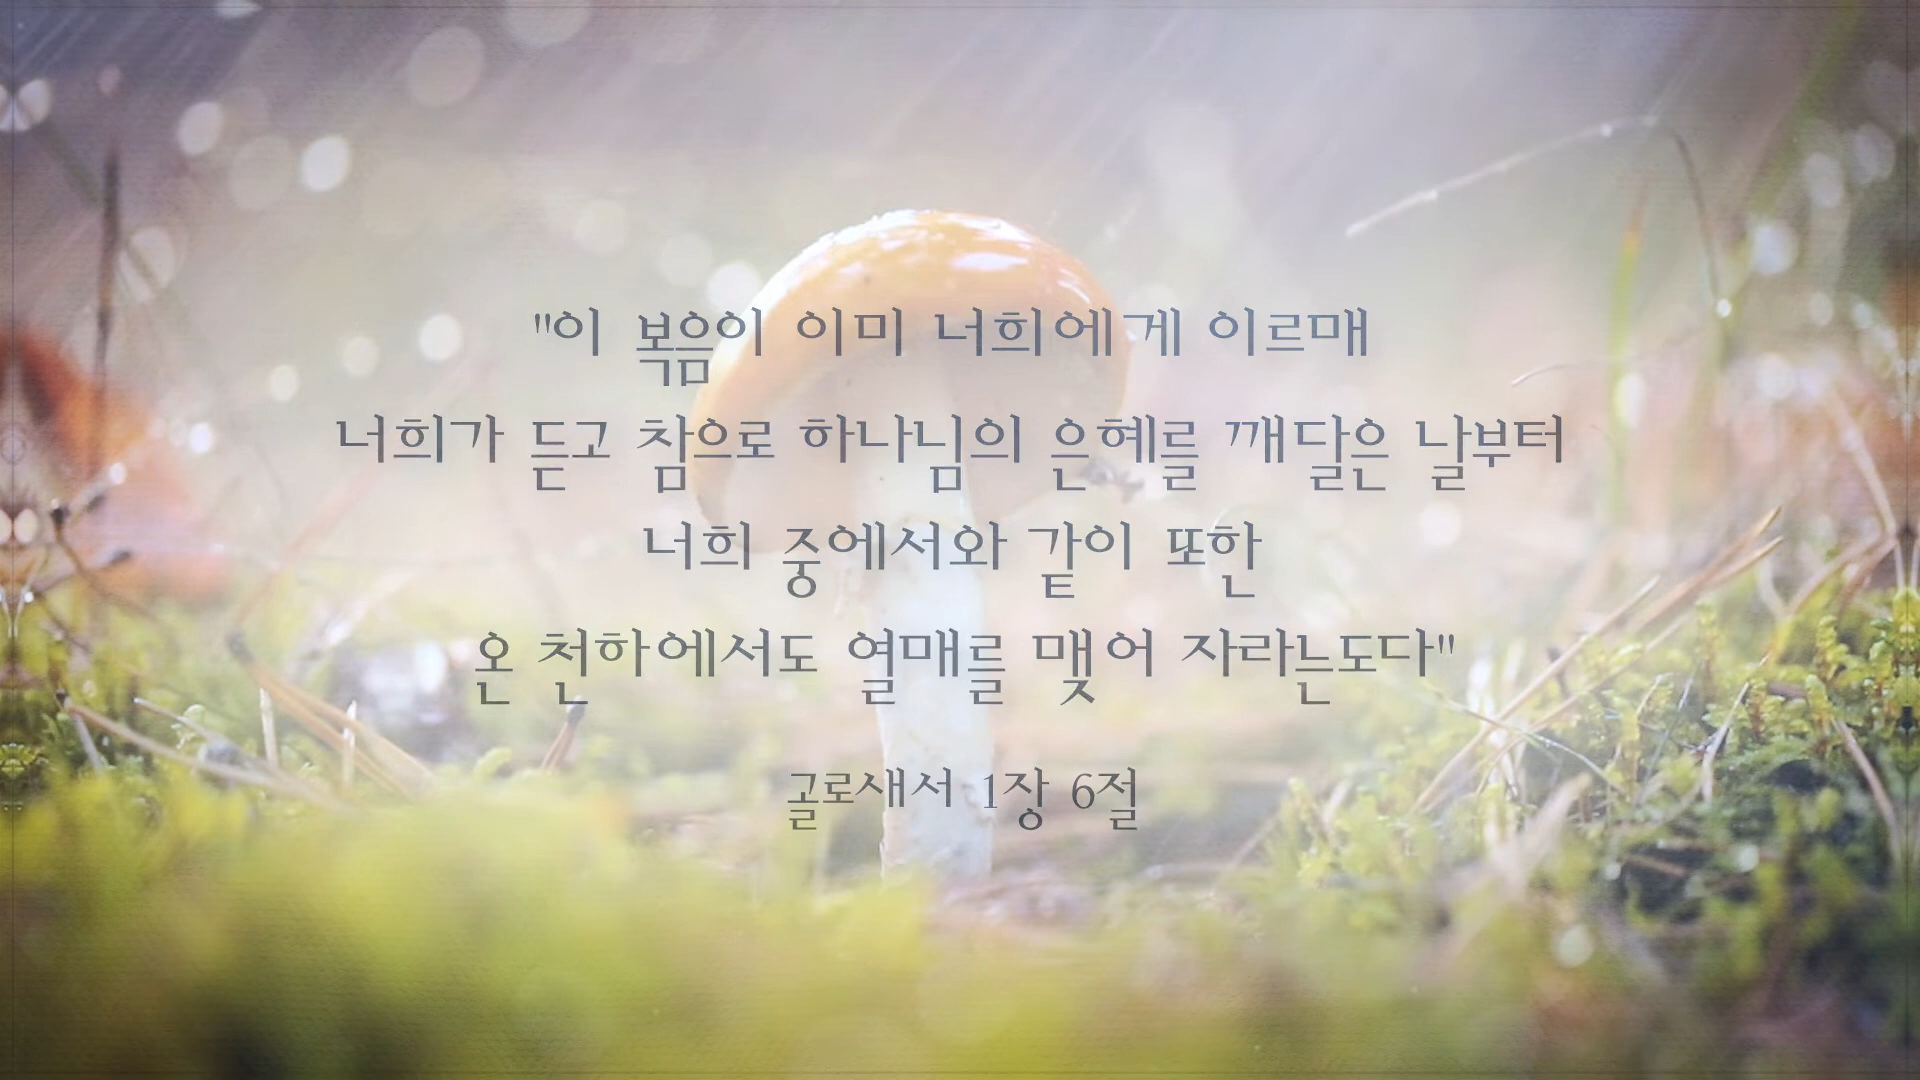 "이 복음이 이미 너희에게 이르매
너희가 듣고 참으로 하나님의 은혜를 깨달은 날부터
너희 중에서와 같이 또한
온 천하에서도 열매를 맺어 자라는도다"
골로새서 1장 6절